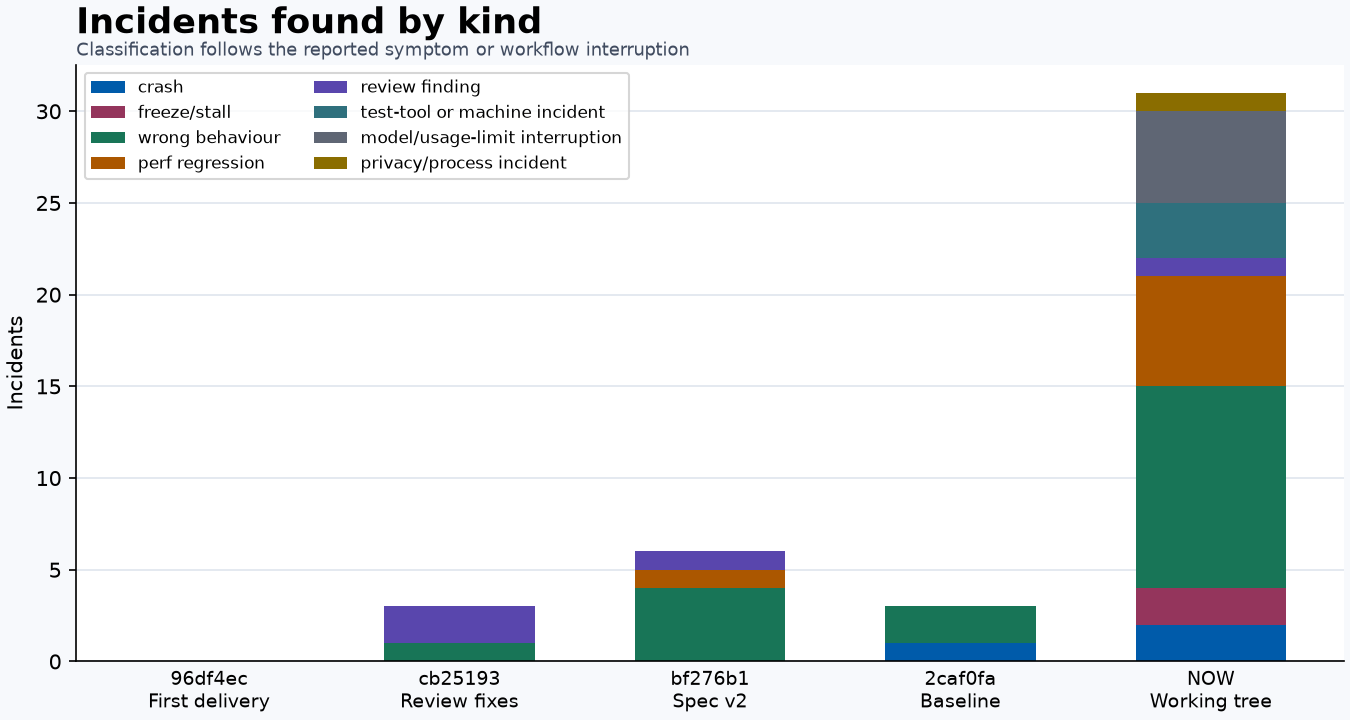 Incidents found by kind
Classification follows the reported symptom or workflow interruption
crash
freeze/stall
wrong behaviour
perf regression
review finding
test-tool or machine incident
model/usage-limit interruption
privacy/process incident
Incidents
30
25
20
15
10
5
0
96df4ec
First delivery
cb25193
Review fixes
bf276b1
Spec v2
2caf0fa
Baseline
NOW
Working tree